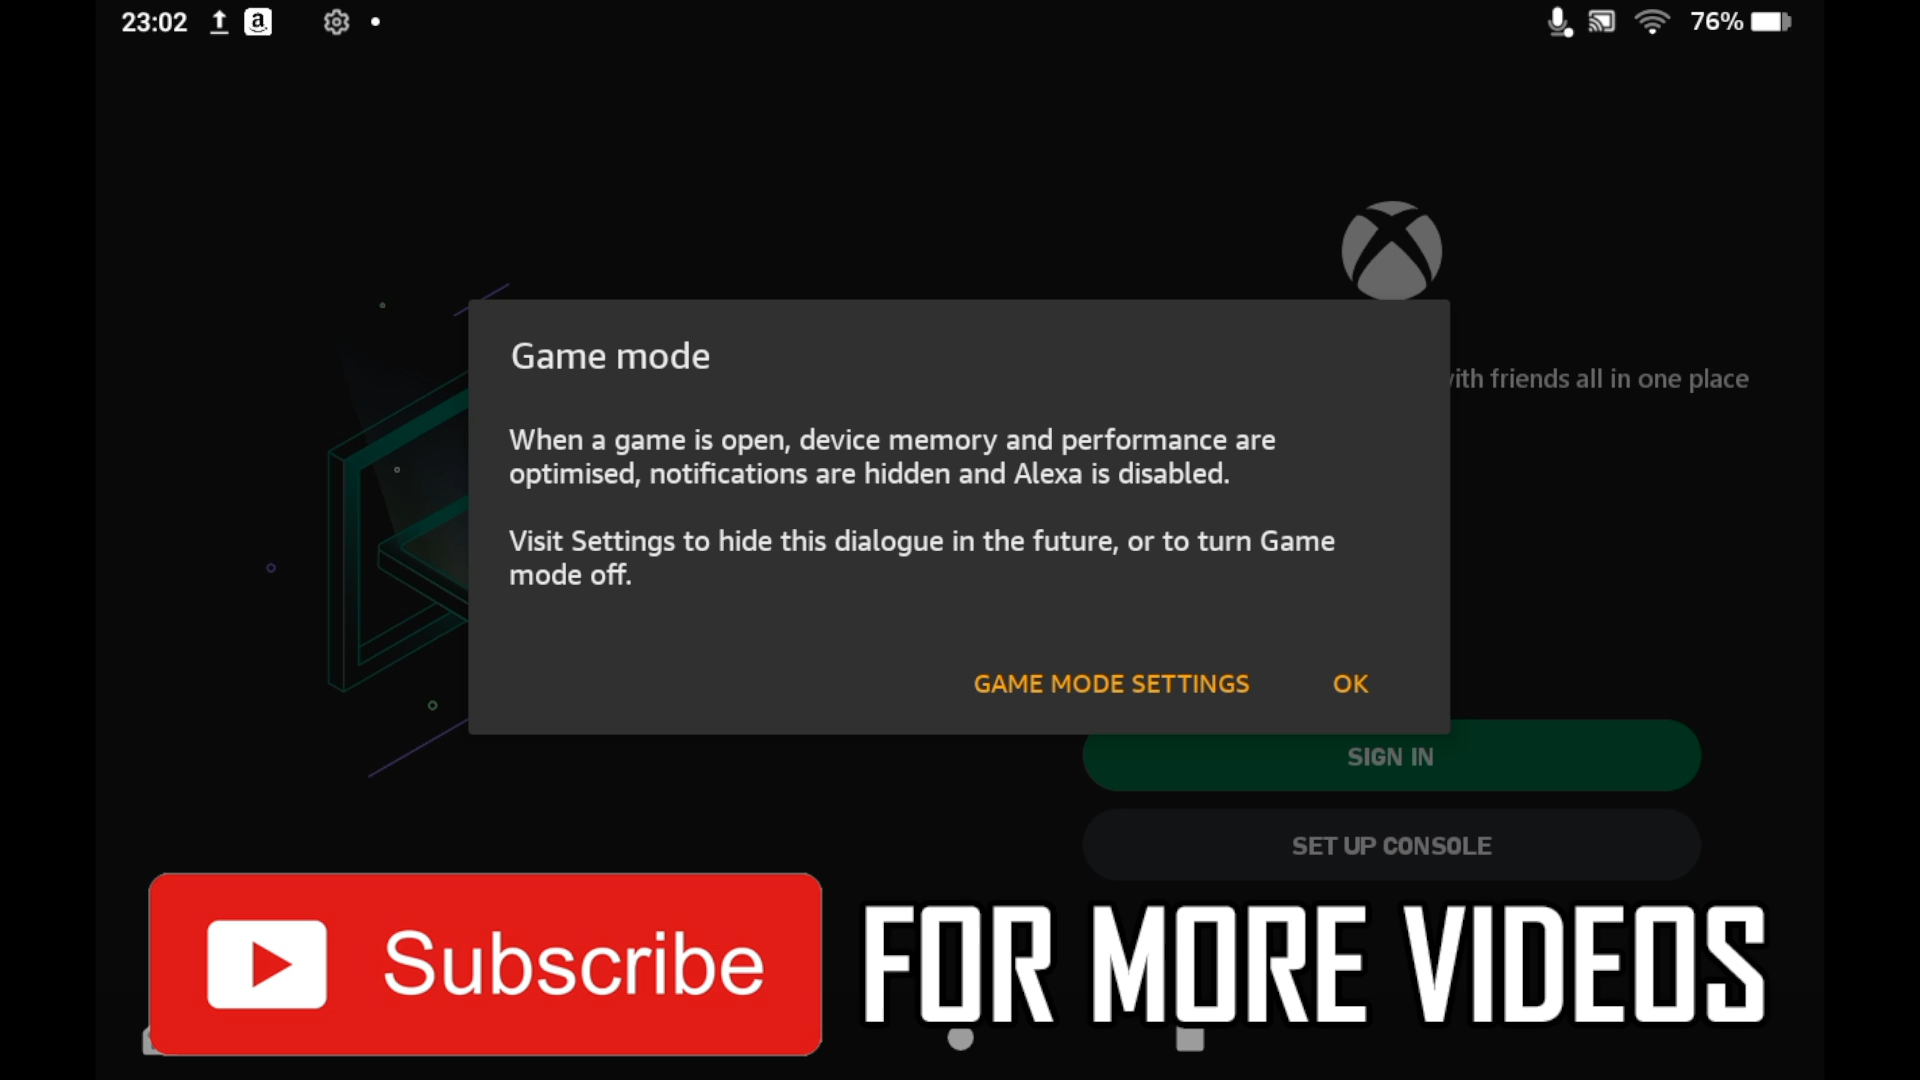 23:02
76%
Game mode
with friends all in one place
When a game is open, device memory and performance are
optimised, notifications are hidden and Alexa is disabled.
Visit Settings to hide this dialogue in the future, or to turn Game
mode off.
GAME MODE SETTINGS
OK
SIGN IN
SET UP CONSOLE
Subscribe
FOR MORE VIDEOS